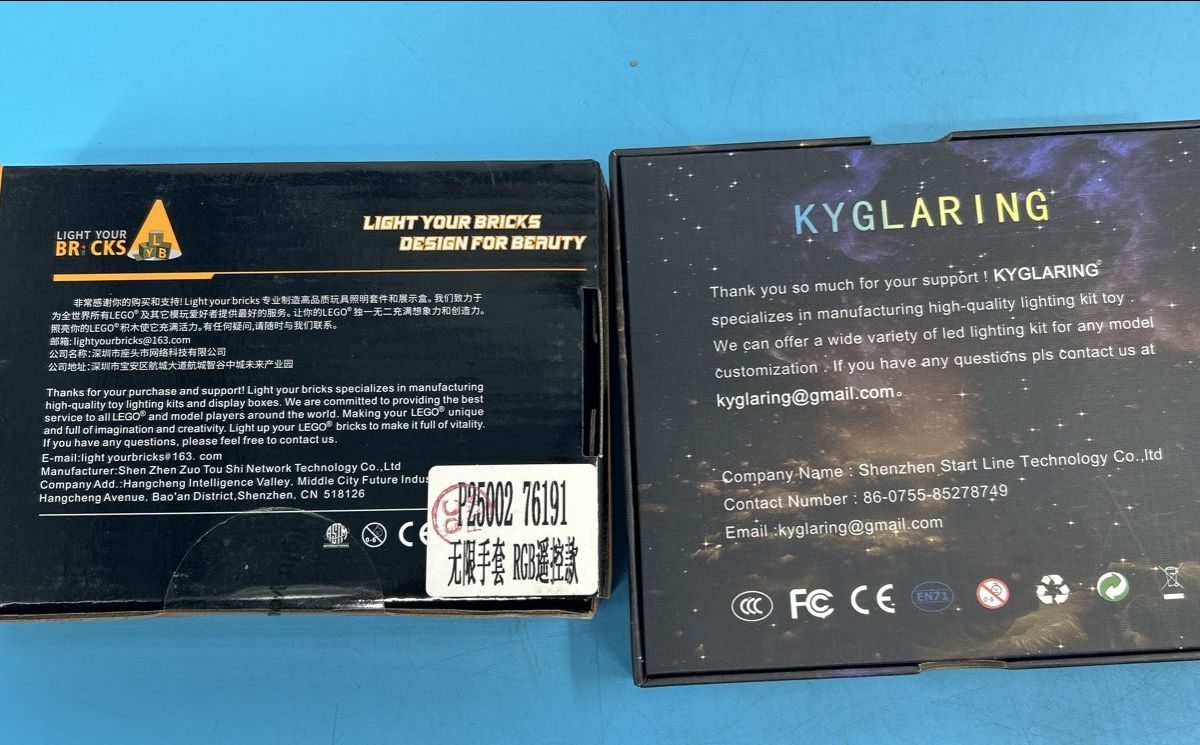 LIGHT YOUR
BRICKS
LYB
LIGHT YOUR BRICKS
DESIGN FOR BEAUTY
非常感谢你的购买和支持! Light your bricks 专业制造高品质玩具照明套件和展示盒。我们致力于
为全世界所有LEGO®及其它模玩爱好者提供最好的服务。让你的LEGO®独一无二充满想象力和创造力。
照亮你的LEGO®积木使它充满活力。有任何疑问,请随时与我们联系。
邮箱: lightyourbricks@163.com
公司名称: 深圳市座头市网络科技有限公司
公司地址: 深圳市宝安区航城大道航城智谷中城未来产业园
Thanks for your purchase and support! Light your bricks specializes in manufacturing
high-quality toy lighting kits and display boxes. We are committed to providing the best
service to all LEGO® and model players around the world. Making your LEGO® unique
and full of imagination and creativity. Light up your LEGO® bricks to make it full of vitality.
If you have any questions, please feel free to contact us.
E-mail:light yourbricks@163. com
Manufacturer:Shen Zhen Zuo Tou Shi Network Technology Co.,Ltd
Company Add.:Hangcheng Intelligence Valley. Middle City Future Indus
Hangcheng Avenue, Bao'an District,Shenzhen, CN 518126
ASTM
INTERNATIONAL
0-3
CE
P25002 76191
无限手套 RGB遥控款
KYGLARING
Thank you so much for your support ! KYGLARING®
specializes in manufacturing high-quality lighting kit toy .
We can offer a wide variety of led lighting kit for any model
customization . If you have any questions pls contact us at
kyglaring@gmail.com。
Company Name : Shenzhen Start Line Technology Co.,ltd
Contact Number : 86-0755-85278749
Email :kyglaring@gmail.com
CCC FC CE EN71 0-6